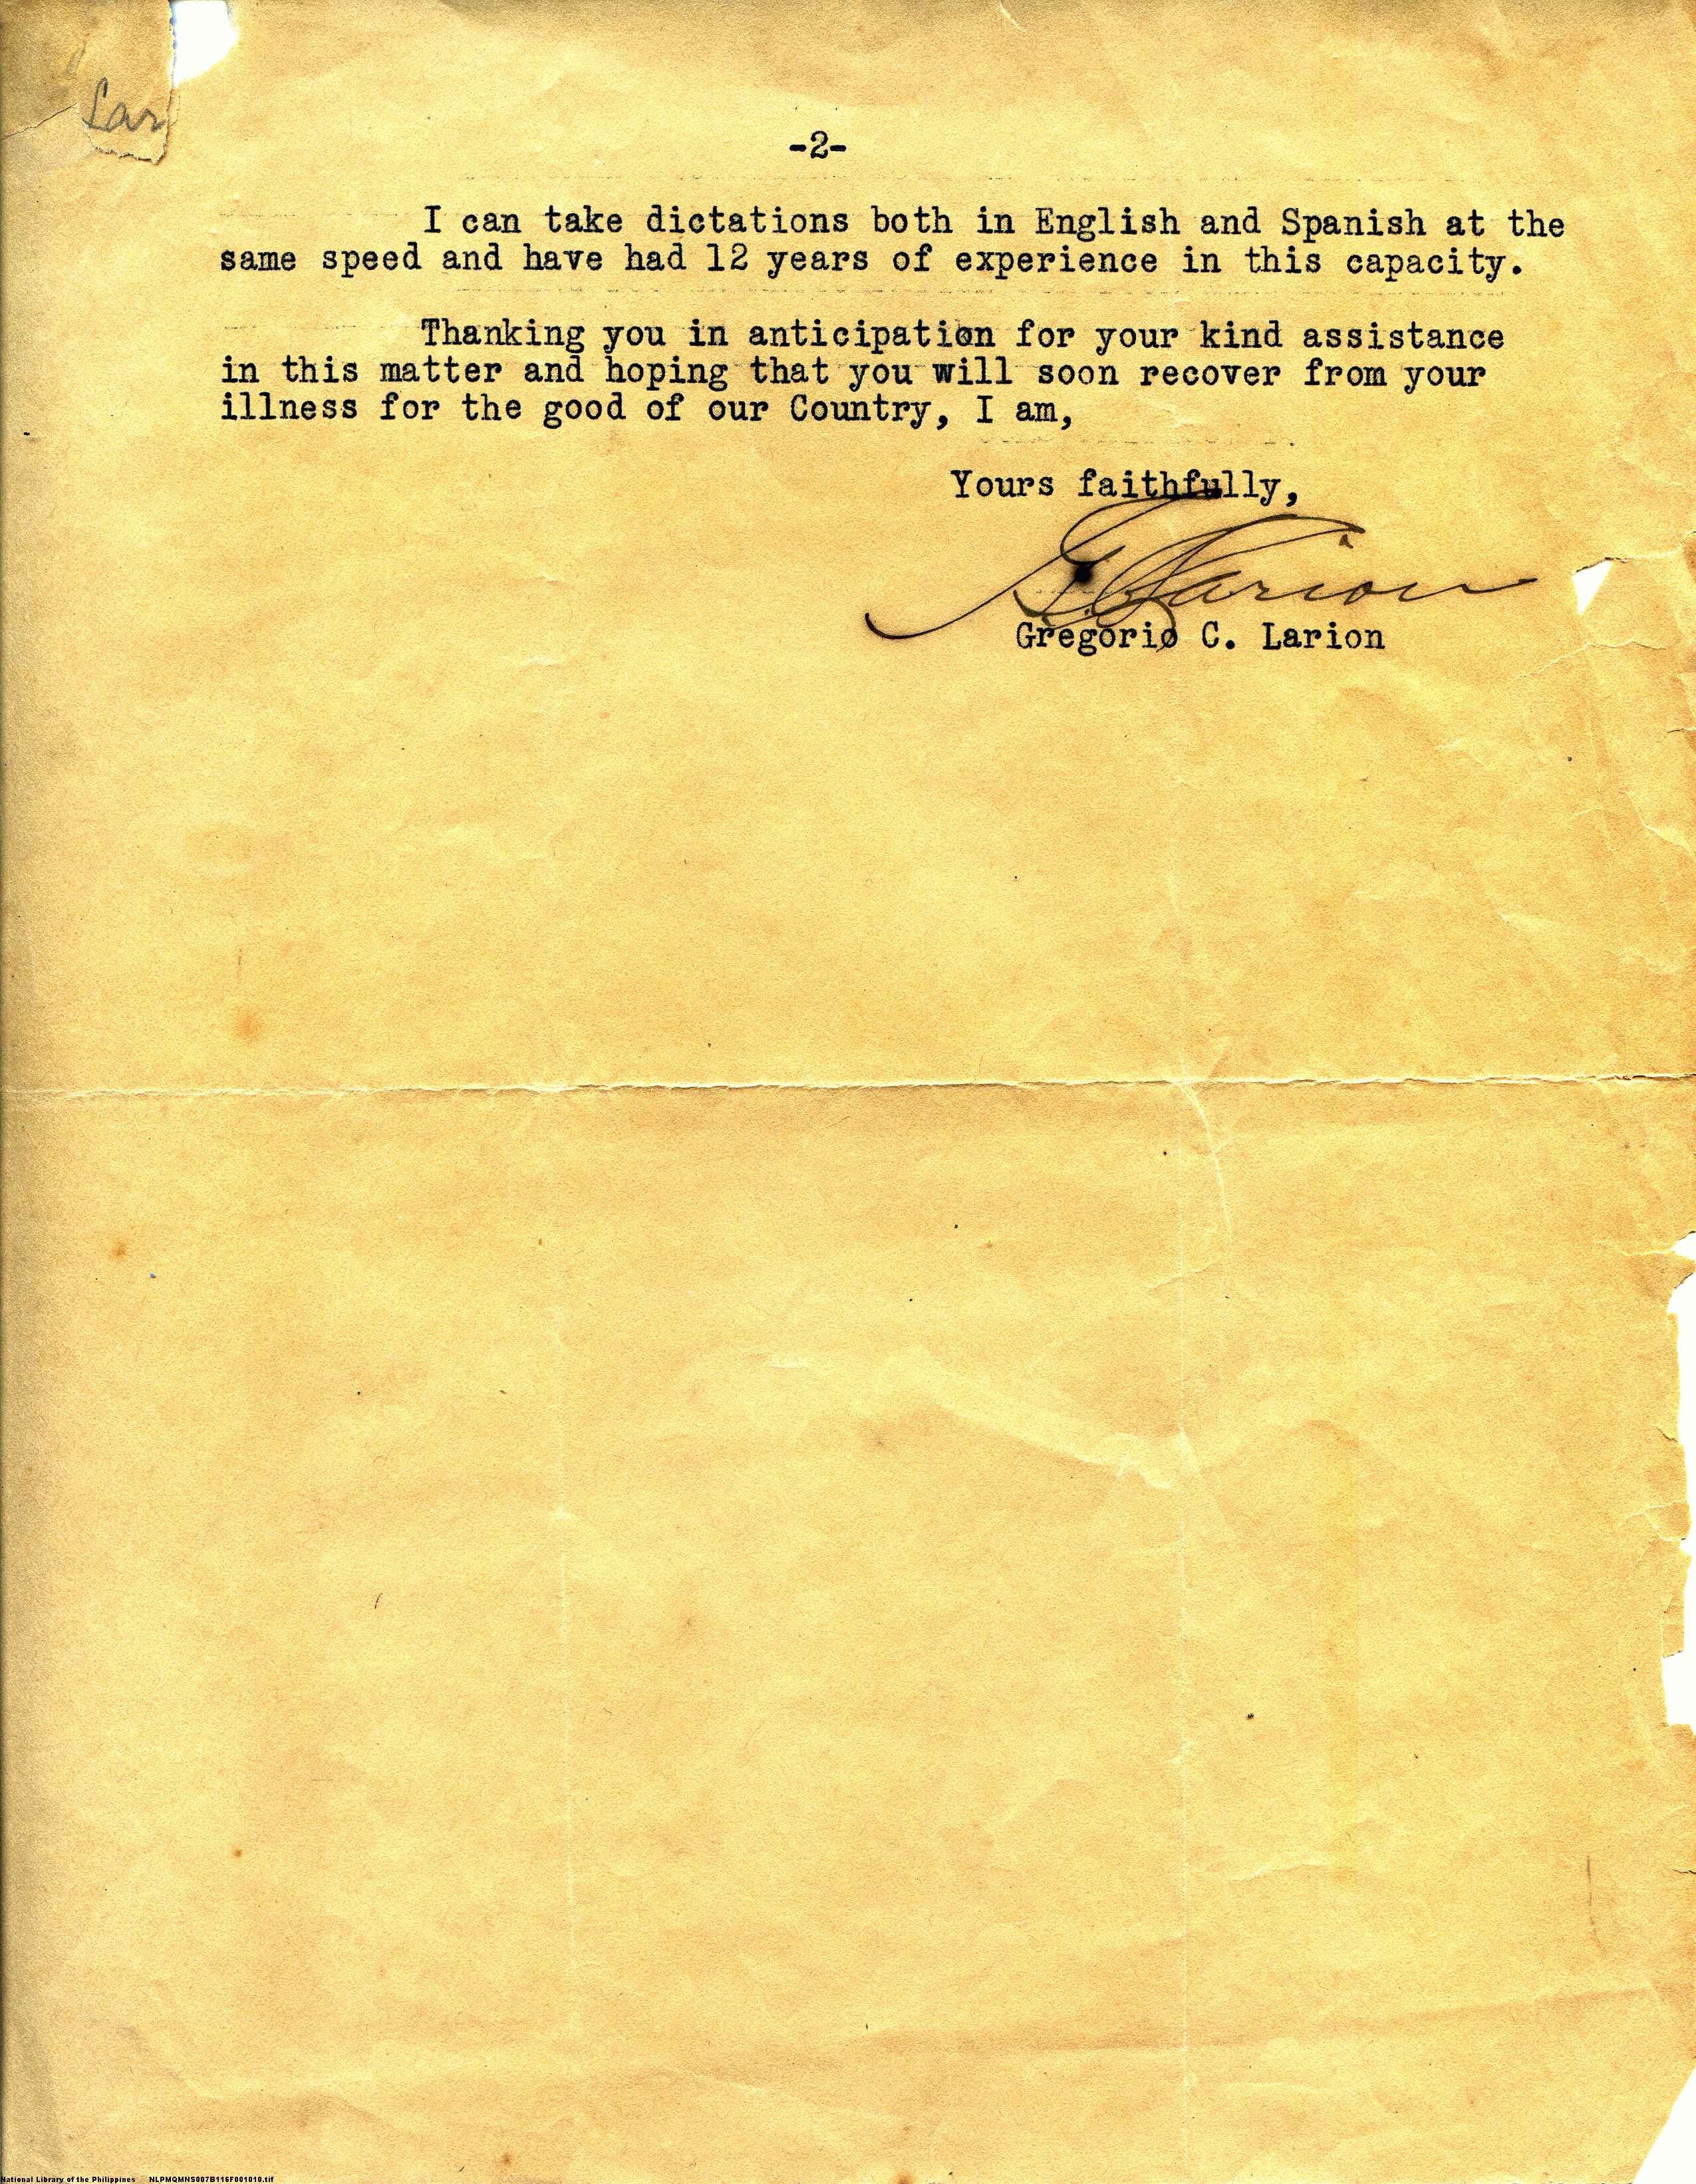 Lar
-2-
I can take dictations both in English and Spanish at the
same speed and have had 12 years of experience in this capacity.
Thanking you in anticipation for your kind assistance
in this matter and hoping that you will soon recover from your
illness for the good of our Country, I am,
Yours faithfully,
G. C. Larion
Gregorio C. Larion
National Library of the Philippines NLPMQMNS007B116F001010.tif